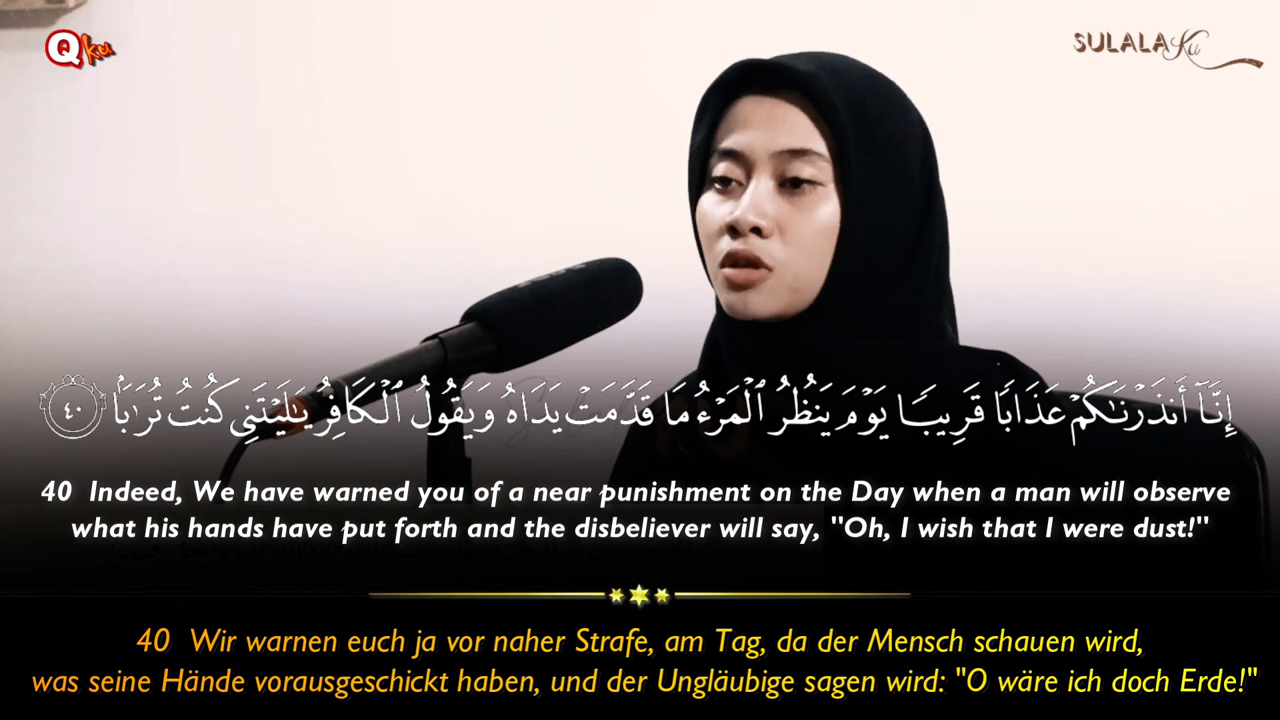 Qku
SULALAKu
إِنَّآ أَنذَرْنَٰكُمْ عَذَابًا قَرِيبًا يَوْمَ يَنظُرُ ٱلْمَرْءُ مَا قَدَّمَتْ يَدَاهُ وَيَقُولُ ٱلْكَافِرُ يَٰلَيْتَنِى كُنتُ تُرَٰبَۢا ٤٠
40 Indeed, We have warned you of a near punishment on the Day when a man will observe
what his hands have put forth and the disbeliever will say, "Oh, I wish that I were dust!"
40 Wir warnen euch ja vor naher Strafe, am Tag, da der Mensch schauen wird,
was seine Hände vorausgeschickt haben, und der Ungläubige sagen wird: "O wäre ich doch Erde!"